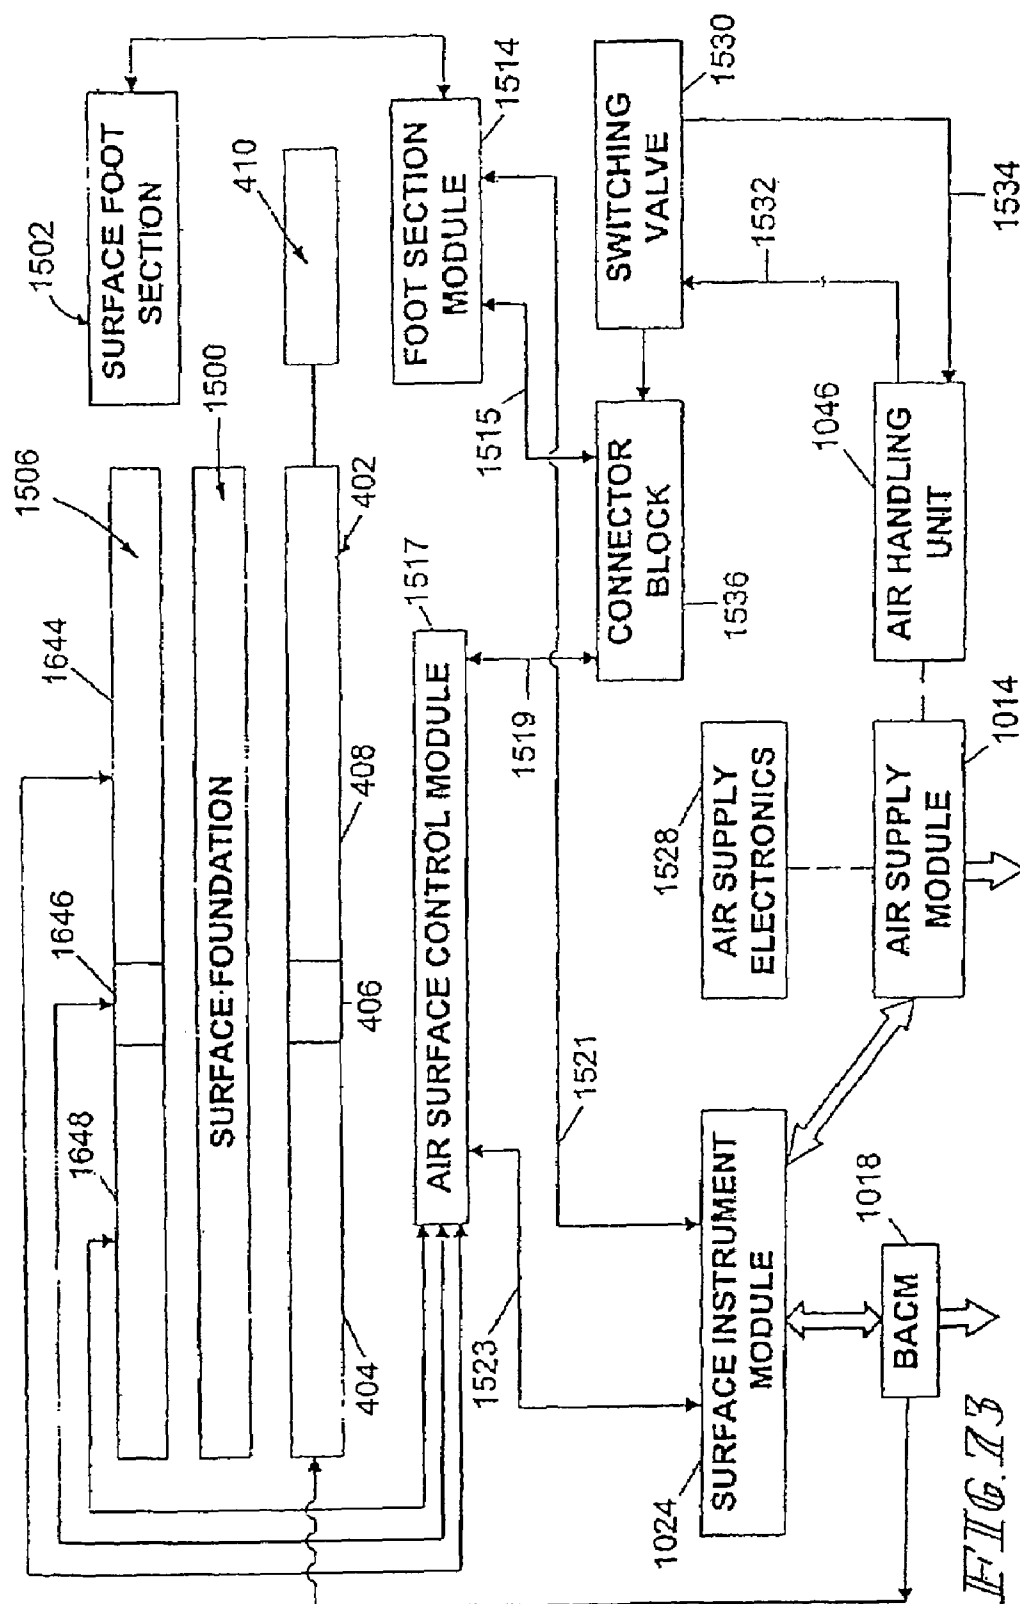 1502
SURFACE FOOT
SECTION
1506
1500
410
1644
1646
1648
SURFACE FOUNDATION
402
408
406
404
FOOT SECTION
MODULE
1514
1515
1517
AIR SURFACE CONTROL MODULE
1519
1521
1523
SWITCHING
VALVE
1530
1532
1534
CONNECTOR
BLOCK
1536
1046
AIR HANDLING
UNIT
1528
AIR SUPPLY
ELECTRONICS
AIR SUPPLY
MODULE
1014
SURFACE INSTRUMENT
MODULE
1024
1018
BACM
FIG. 73